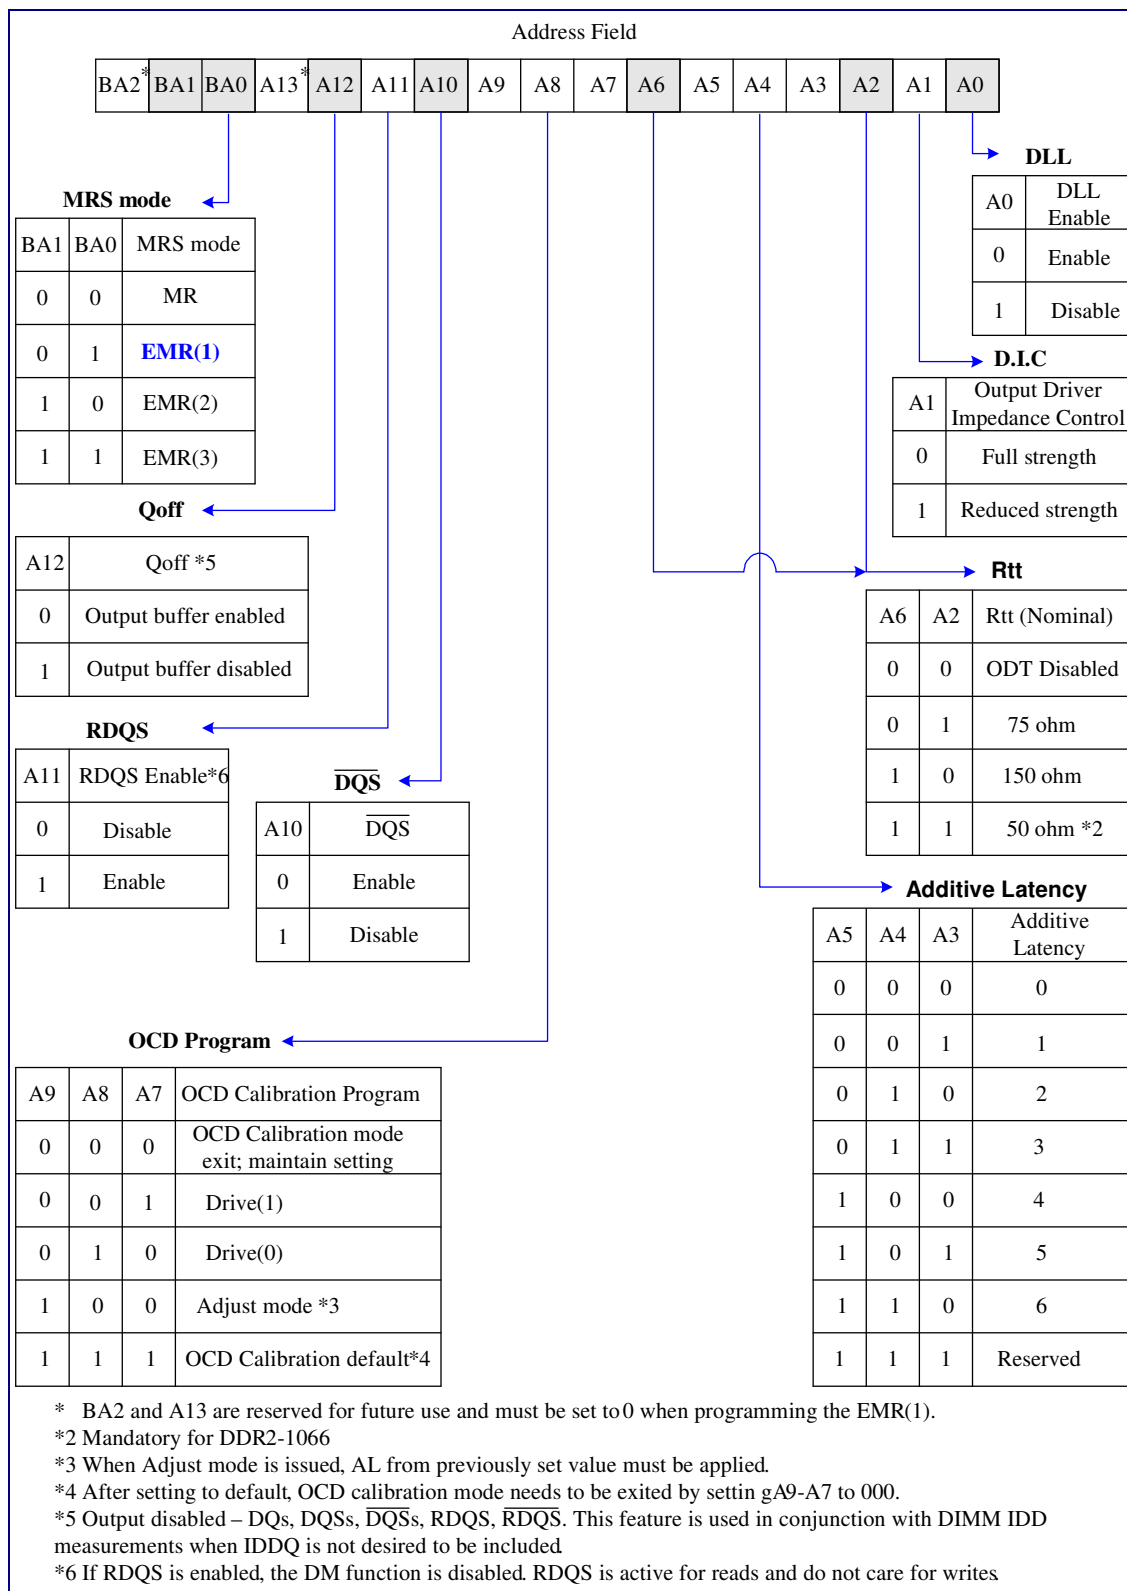 Address Field
BA2* BA1 BA0 A13* A12 A11 A10 A9 A8 A7 A6 A5 A4 A3 A2 A1 A0
DLL
A0 DLL Enable
0 Enable
1 Disable
MRS mode
BA1 BA0 MRS mode
0 0 MR
0 1 EMR(1)
1 0 EMR(2)
1 1 EMR(3)
D.I.C
A1 Output Driver Impedance Control
0 Full strength
1 Reduced strength
Qoff
A12 Qoff *5
0 Output buffer enabled
1 Output buffer disabled
Rtt
A6 A2 Rtt (Nominal)
0 0 ODT Disabled
0 1 75 ohm
1 0 150 ohm
1 1 50 ohm *2
RDQS
A11 RDQS Enable*6
0 Disable
1 Enable
D̅Q̅S̅
A10 D̅Q̅S̅
0 Enable
1 Disable
Additive Latency
A5 A4 A3 Additive Latency
0 0 0 0
0 0 1 1
0 1 0 2
0 1 1 3
1 0 0 4
1 0 1 5
1 1 0 6
1 1 1 Reserved
OCD Program
A9 A8 A7 OCD Calibration Program
0 0 0 OCD Calibration mode exit; maintain setting
0 0 1 Drive(1)
0 1 0 Drive(0)
1 0 0 Adjust mode *3
1 1 1 OCD Calibration default*4
* BA2 and A13 are reserved for future use and must be set to 0 when programming the EMR(1).
*2 Mandatory for DDR2-1066
*3 When Adjust mode is issued, AL from previously set value must be applied.
*4 After setting to default, OCD calibration mode needs to be exited by settin gA9-A7 to 000.
*5 Output disabled – DQs, DQSs, D̅Q̅S̅s, RDQS, R̅D̅Q̅S̅. This feature is used in conjunction with DIMM IDD
measurements when IDDQ is not desired to be included.
*6 If RDQS is enabled, the DM function is disabled. RDQS is active for reads and do not care for writes.